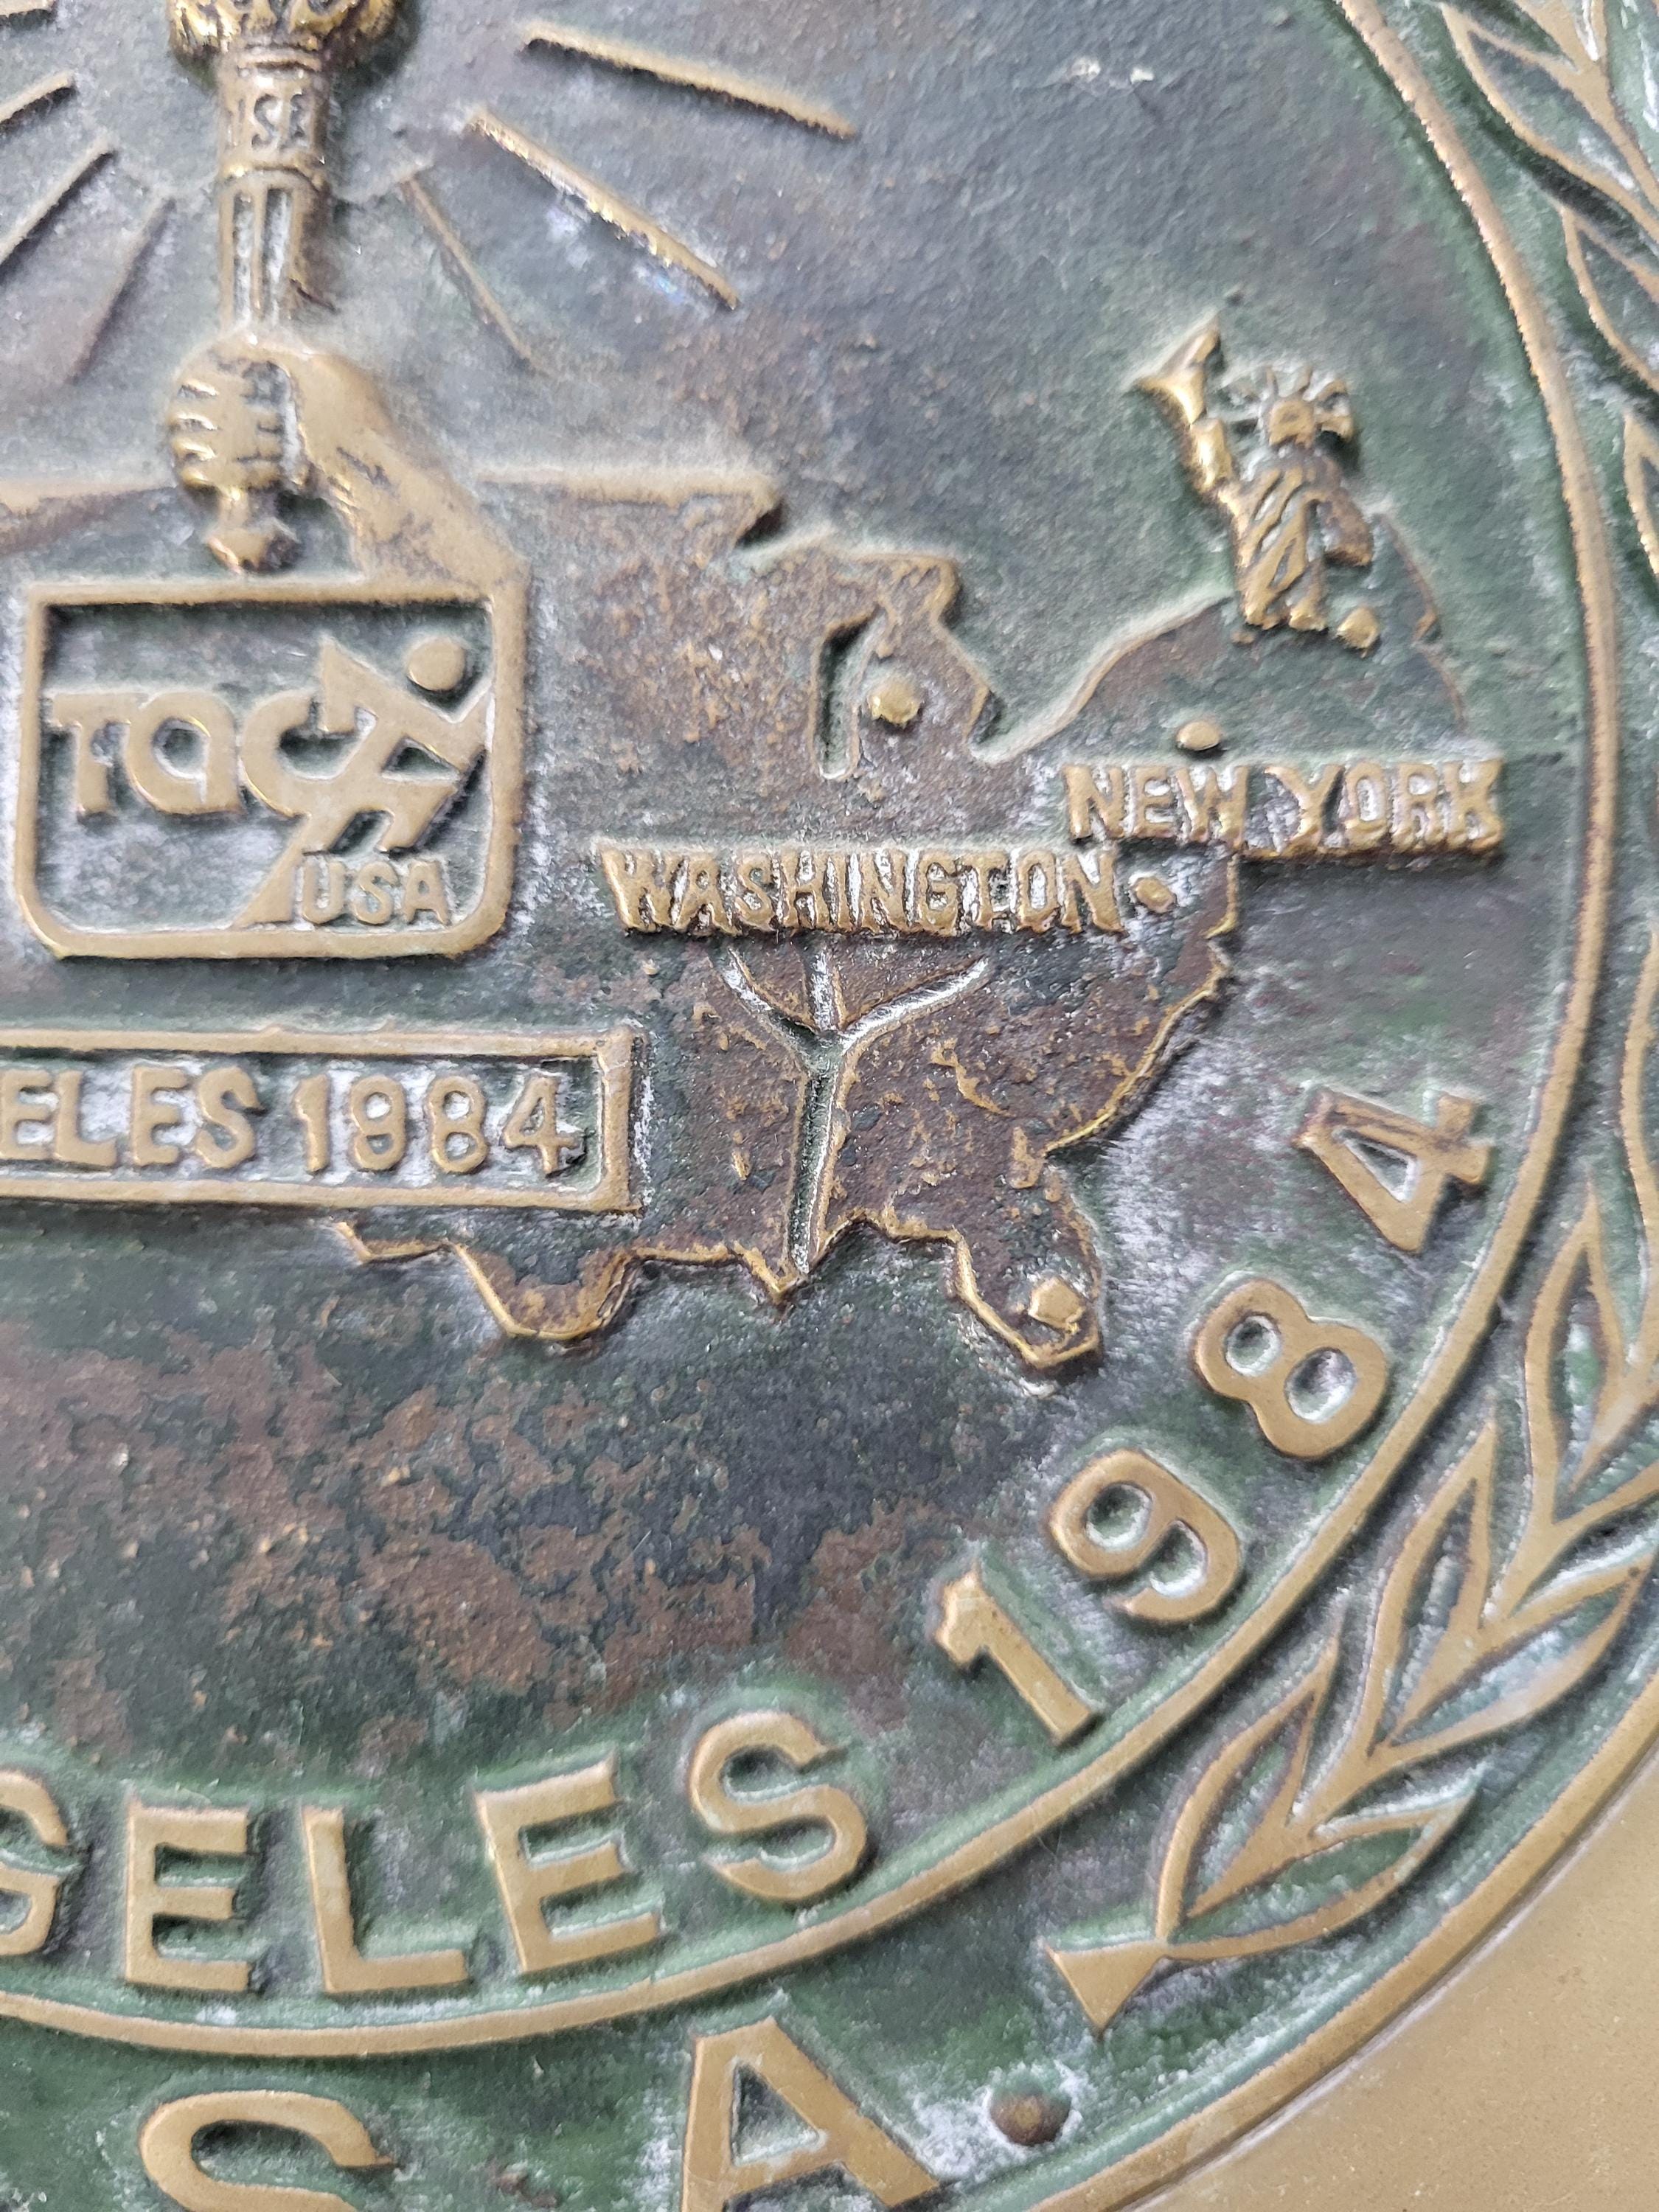 TAC
USA
NEW YORK
WASHINGTON
ELES 1984
GELES 1984
S A